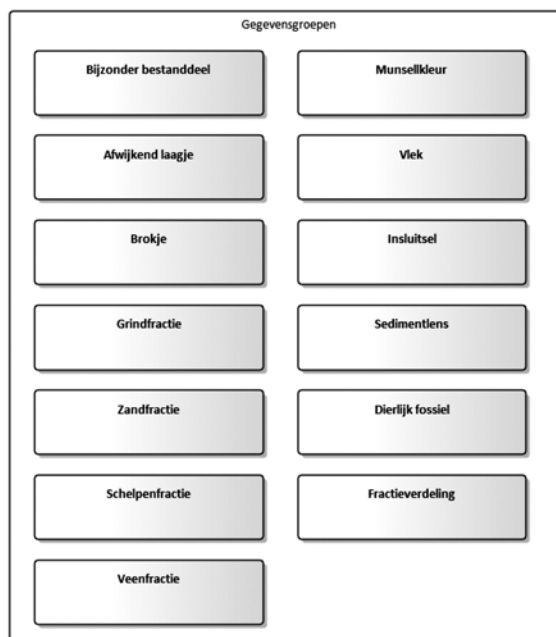 Gegevensgroepen
Bijzonder bestanddeel
Munsellkleur
Afwijkend laagje
Vlek
Brokje
Insluitsel
Grindfractie
Sedimentlens
Zandfractie
Dierlijk fossiel
Schelpenfractie
Fractieverdeling
Veenfractie